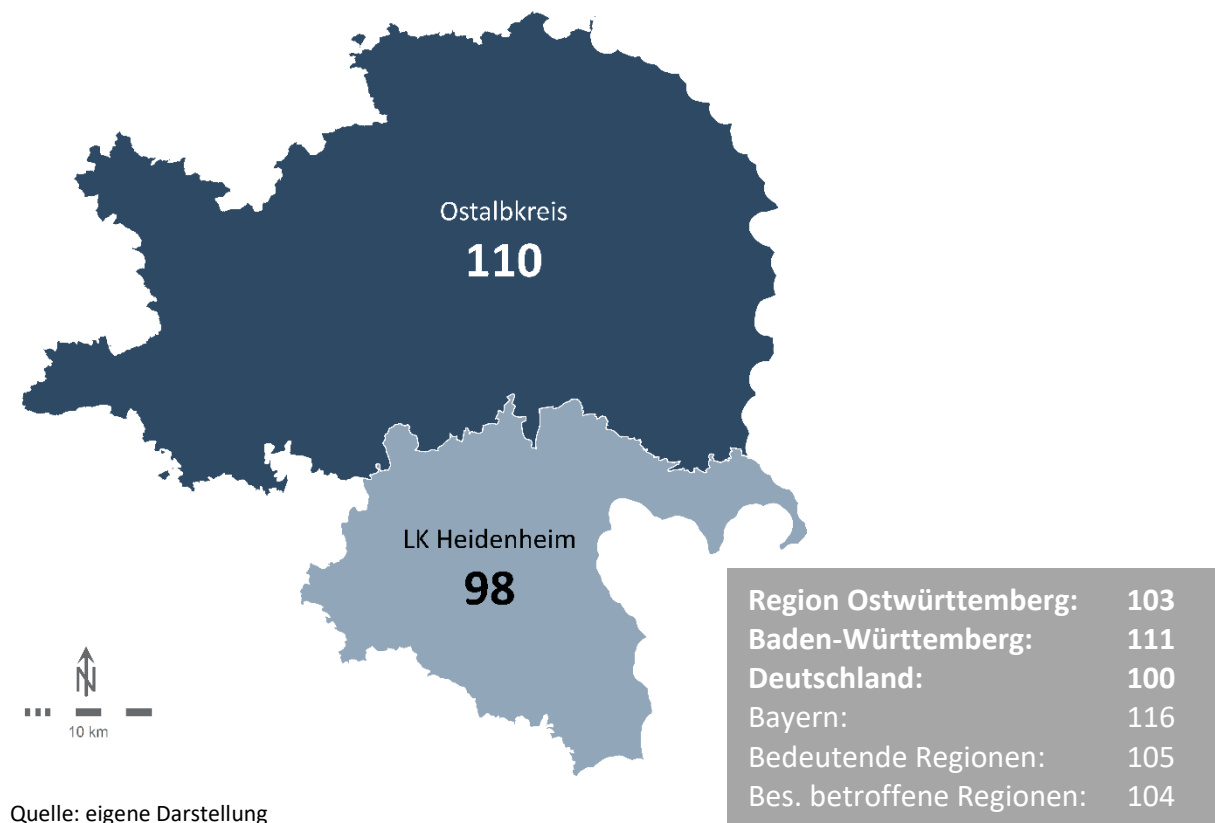 Ostalbkreis
110
LK Heidenheim
98
N
10 km
Region Ostwürttemberg: 103
Baden-Württemberg: 111
Deutschland: 100
Bayern: 116
Bedeutende Regionen: 105
Bes. betroffene Regionen: 104
Quelle: eigene Darstellung